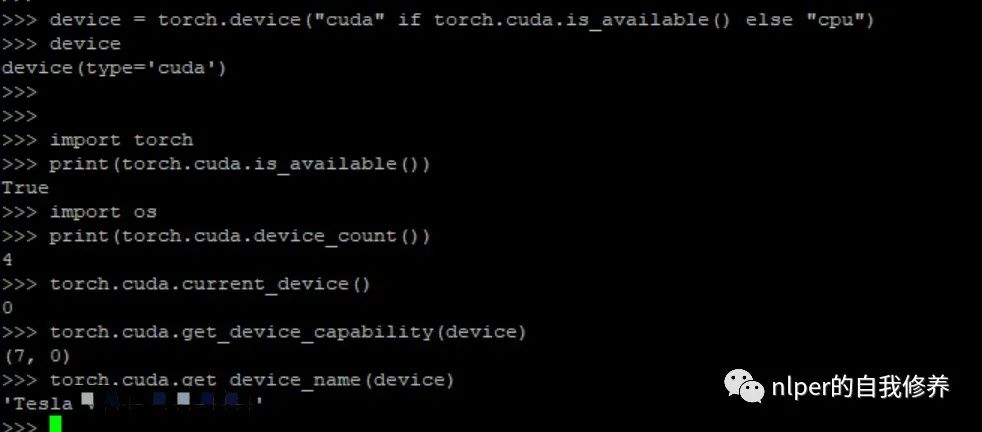 >>> device = torch.device("cuda" if torch.cuda.is_available() else "cpu")
>>> device
device(type='cuda')
>>>
>>>
>>> import torch
>>> print(torch.cuda.is_available())
True
>>> import os
>>> print(torch.cuda.device_count())
4
>>> torch.cuda.current_device()
0
>>> torch.cuda.get_device_capability(device)
(7, 0)
>>> torch.cuda.get_device_name(device)
'Tesla '
>>>
nlper的自我修养